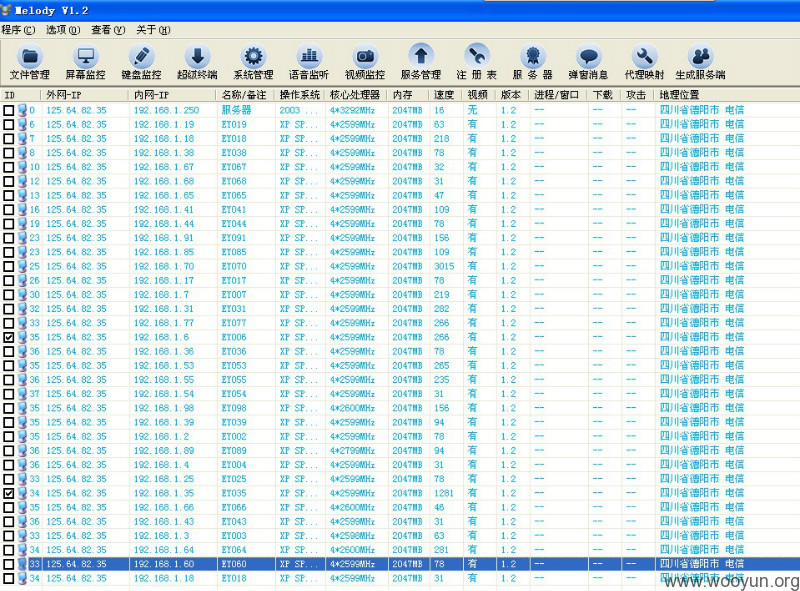 Melody V1.2
程序(C) 选项(O) 查看(V) 关于(H)
文件管理 屏幕监控 键盘监控 超级终端 系统管理 语音监听 视频监控 服务管理 注 册 表 服 务 器 弹窗消息 代理映射 生成服务端
ID 外网-IP 内网-IP 名称/备注 操作系统 核心处理器 内存 速度 视频 版本 进程/窗口 下载 攻击 地理位置
0 125.64.82.35 192.168.1.250 服务器 2003 ... 4*3292MHz 2047MB 16 无 1.2 -- -- -- 四川省德阳市 电信
6 125.64.82.35 192.168.1.19 EY019 XP SP... 4*2599MHz 2047MB 63 有 1.2 -- -- -- 四川省德阳市 电信
7 125.64.82.35 192.168.1.18 EY018 XP SP... 4*2599MHz 2047MB 218 有 1.2 -- -- -- 四川省德阳市 电信
8 125.64.82.35 192.168.1.38 EY038 XP SP... 4*2599MHz 2047MB 78 有 1.2 -- -- -- 四川省德阳市 电信
10 125.64.82.35 192.168.1.67 EY067 XP SP... 4*2599MHz 2047MB 32 有 1.2 -- -- -- 四川省德阳市 电信
12 125.64.82.35 192.168.1.68 EY068 XP SP... 4*2599MHz 2047MB 31 有 1.2 -- -- -- 四川省德阳市 电信
13 125.64.82.35 192.168.1.65 EY065 XP SP... 4*2599MHz 2047MB 47 有 1.2 -- -- -- 四川省德阳市 电信
16 125.64.82.35 192.168.1.41 EY041 XP SP... 4*2599MHz 2047MB 109 有 1.2 -- -- -- 四川省德阳市 电信
19 125.64.82.35 192.168.1.44 EY044 XP SP... 4*2599MHz 2047MB 78 有 1.2 -- -- -- 四川省德阳市 电信
23 125.64.82.35 192.168.1.91 EY091 XP SP... 4*2599MHz 2047MB 156 有 1.2 -- -- -- 四川省德阳市 电信
23 125.64.82.35 192.168.1.85 EY085 XP SP... 4*2599MHz 2047MB 109 有 1.2 -- -- -- 四川省德阳市 电信
25 125.64.82.35 192.168.1.70 EY070 XP SP... 4*2599MHz 2047MB 3015 有 1.2 -- -- -- 四川省德阳市 电信
26 125.64.82.35 192.168.1.17 EY017 XP SP... 4*2599MHz 2047MB 78 有 1.2 -- -- -- 四川省德阳市 电信
30 125.64.82.35 192.168.1.7 EY007 XP SP... 4*2599MHz 2047MB 219 有 1.2 -- -- -- 四川省德阳市 电信
32 125.64.82.35 192.168.1.31 EY031 XP SP... 4*2599MHz 2047MB 282 有 1.2 -- -- -- 四川省德阳市 电信
33 125.64.82.35 192.168.1.77 EY077 XP SP... 4*2599MHz 2047MB 266 有 1.2 -- -- -- 四川省德阳市 电信
35 125.64.82.35 192.168.1.6 EY006 XP SP... 4*2599MHz 2047MB 266 有 1.2 -- -- -- 四川省德阳市 电信
36 125.64.82.35 192.168.1.36 EY036 XP SP... 4*2599MHz 2047MB 78 有 1.2 -- -- -- 四川省德阳市 电信
35 125.64.82.35 192.168.1.53 EY053 XP SP... 4*2599MHz 2047MB 265 有 1.2 -- -- -- 四川省德阳市 电信
36 125.64.82.35 192.168.1.55 EY055 XP SP... 4*2599MHz 2047MB 235 有 1.2 -- -- -- 四川省德阳市 电信
37 125.64.82.35 192.168.1.54 EY054 XP SP... 4*2599MHz 2047MB 31 有 1.2 -- -- -- 四川省德阳市 电信
35 125.64.82.35 192.168.1.98 EY098 XP SP... 4*2600MHz 2047MB 156 有 1.2 -- -- -- 四川省德阳市 电信
35 125.64.82.35 192.168.1.39 EY039 XP SP... 4*2599MHz 2047MB 94 有 1.2 -- -- -- 四川省德阳市 电信
35 125.64.82.35 192.168.1.2 EY002 XP SP... 4*2599MHz 2047MB 78 有 1.2 -- -- -- 四川省德阳市 电信
36 125.64.82.35 192.168.1.89 EY089 XP SP... 4*2799MHz 2047MB 94 有 1.2 -- -- -- 四川省德阳市 电信
36 125.64.82.35 192.168.1.4 EY004 XP SP... 4*2599MHz 2047MB 31 有 1.2 -- -- -- 四川省德阳市 电信
33 125.64.82.35 192.168.1.25 EY025 XP SP... 4*2599MHz 2047MB 78 有 1.2 -- -- -- 四川省德阳市 电信
34 125.64.82.35 192.168.1.35 EY035 XP SP... 4*2599MHz 2047MB 1281 有 1.2 -- -- -- 四川省德阳市 电信
35 125.64.82.35 192.168.1.66 EY066 XP SP... 4*2600MHz 2047MB 46 有 1.2 -- -- -- 四川省德阳市 电信
36 125.64.82.35 192.168.1.43 EY043 XP SP... 4*2599MHz 2047MB 31 有 1.2 -- -- -- 四川省德阳市 电信
33 125.64.82.35 192.168.1.3 EY003 XP SP... 4*2598MHz 2047MB 63 有 1.2 -- -- -- 四川省德阳市 电信
34 125.64.82.35 192.168.1.64 EY064 XP SP... 4*2600MHz 2047MB 281 有 1.2 -- -- -- 四川省德阳市 电信
33 125.64.82.35 192.168.1.60 EY060 XP SP... 4*2599MHz 2047MB 78 有 1.2 -- -- -- 四川省德阳市 电信
34 125.64.82.35 192.168.1.18 EY018 XP SP... 4*2599MHz 2047MB 31 有 1.2 -- -- -- 四川省德阳市 电信
www.wooyun.org